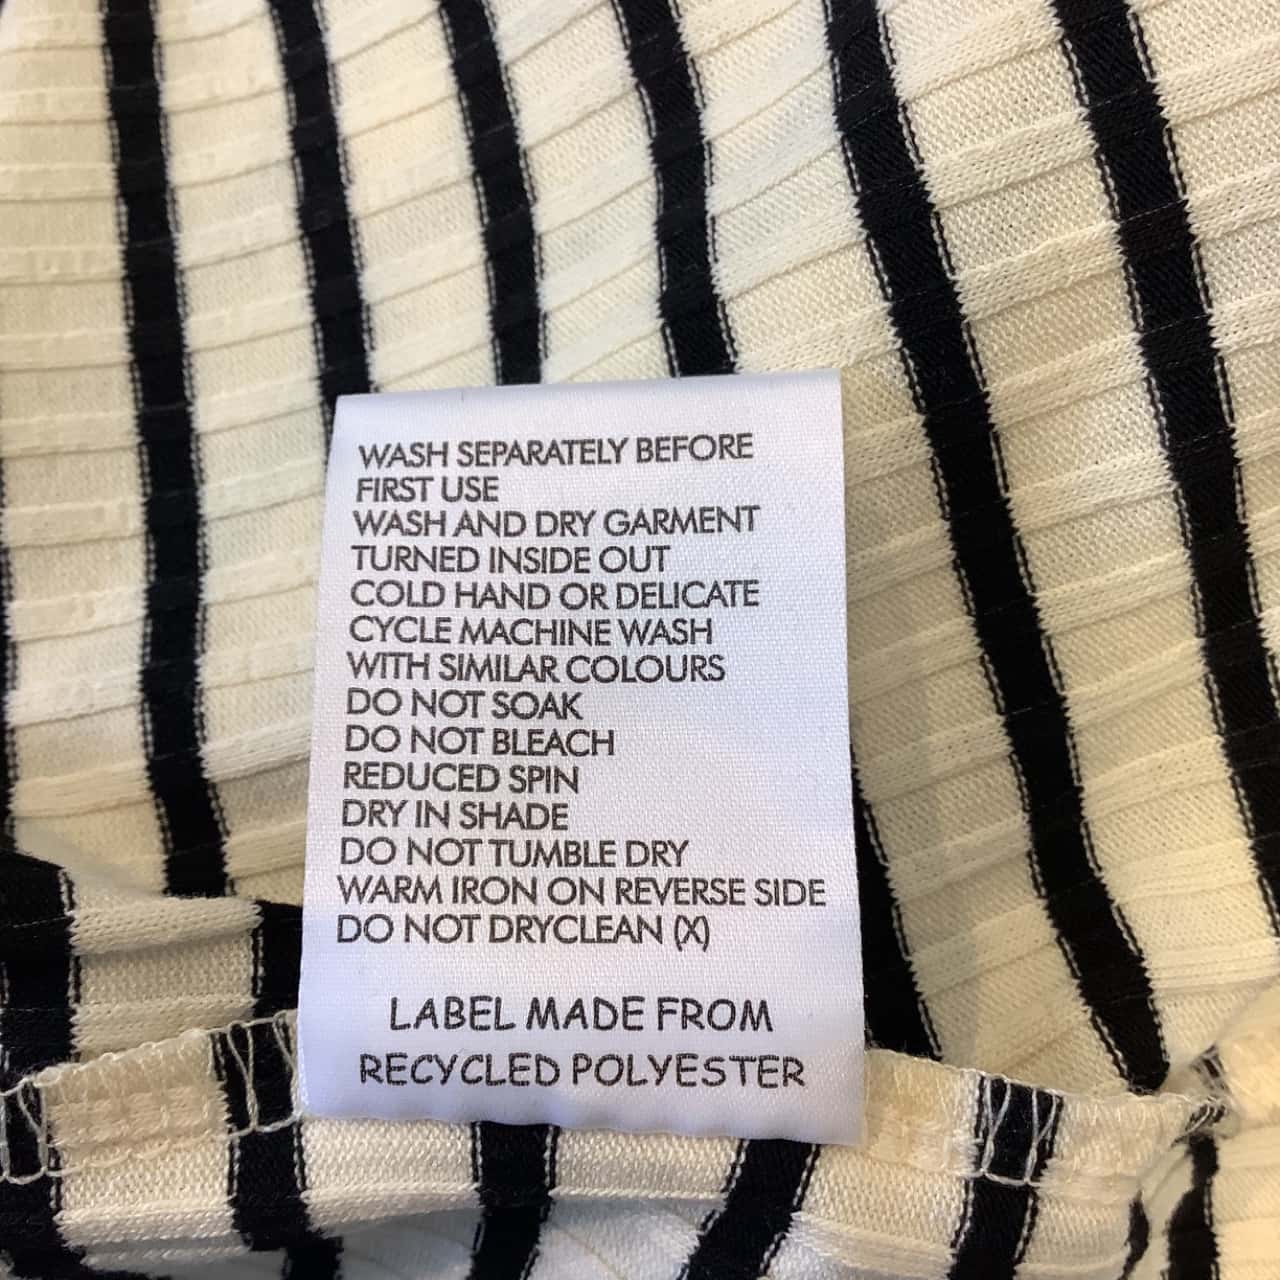 WASH SEPARATELY BEFORE
FIRST USE
WASH AND DRY GARMENT
TURNED INSIDE OUT
COLD HAND OR DELICATE
CYCLE MACHINE WASH
WITH SIMILAR COLOURS
DO NOT SOAK
DO NOT BLEACH
REDUCED SPIN
DRY IN SHADE
DO NOT TUMBLE DRY
WARM IRON ON REVERSE SIDE
DO NOT DRYCLEAN (X)
LABEL MADE FROM
RECYCLED POLYESTER